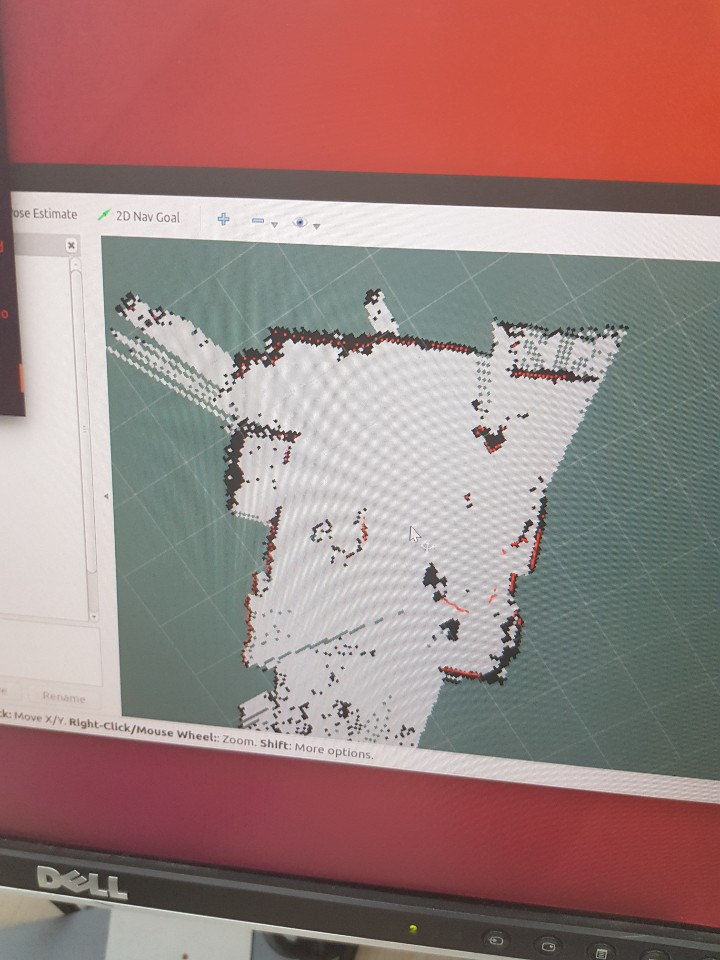 ose Estimate
2D Nav Goal
e
Rename
ck: Move X/Y. Right-Click/Mouse Wheel:: Zoom. Shift: More options.
DELL